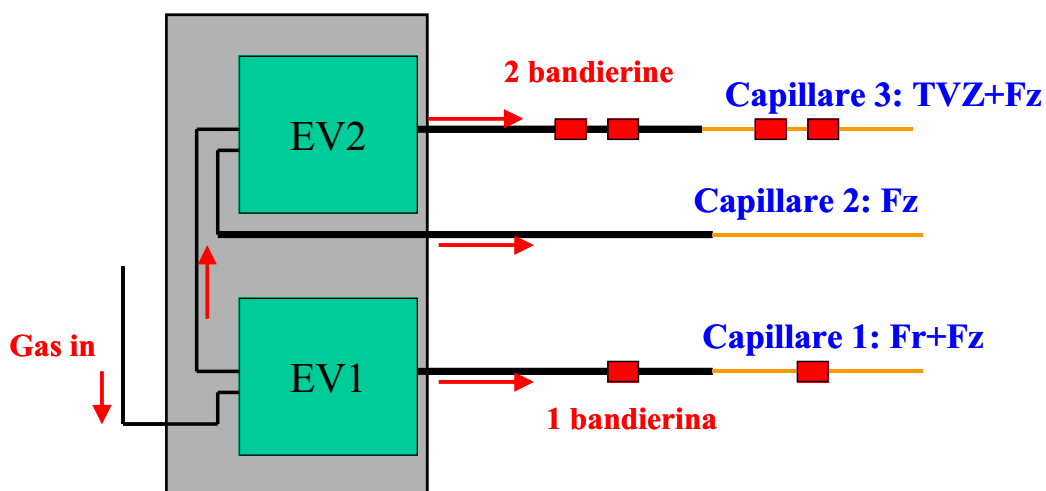 2 bandierine
Capillare 3: TVZ+Fz
EV2
Capillare 2: Fz
Gas in
EV1
Capillare 1: Fr+Fz
1 bandierina